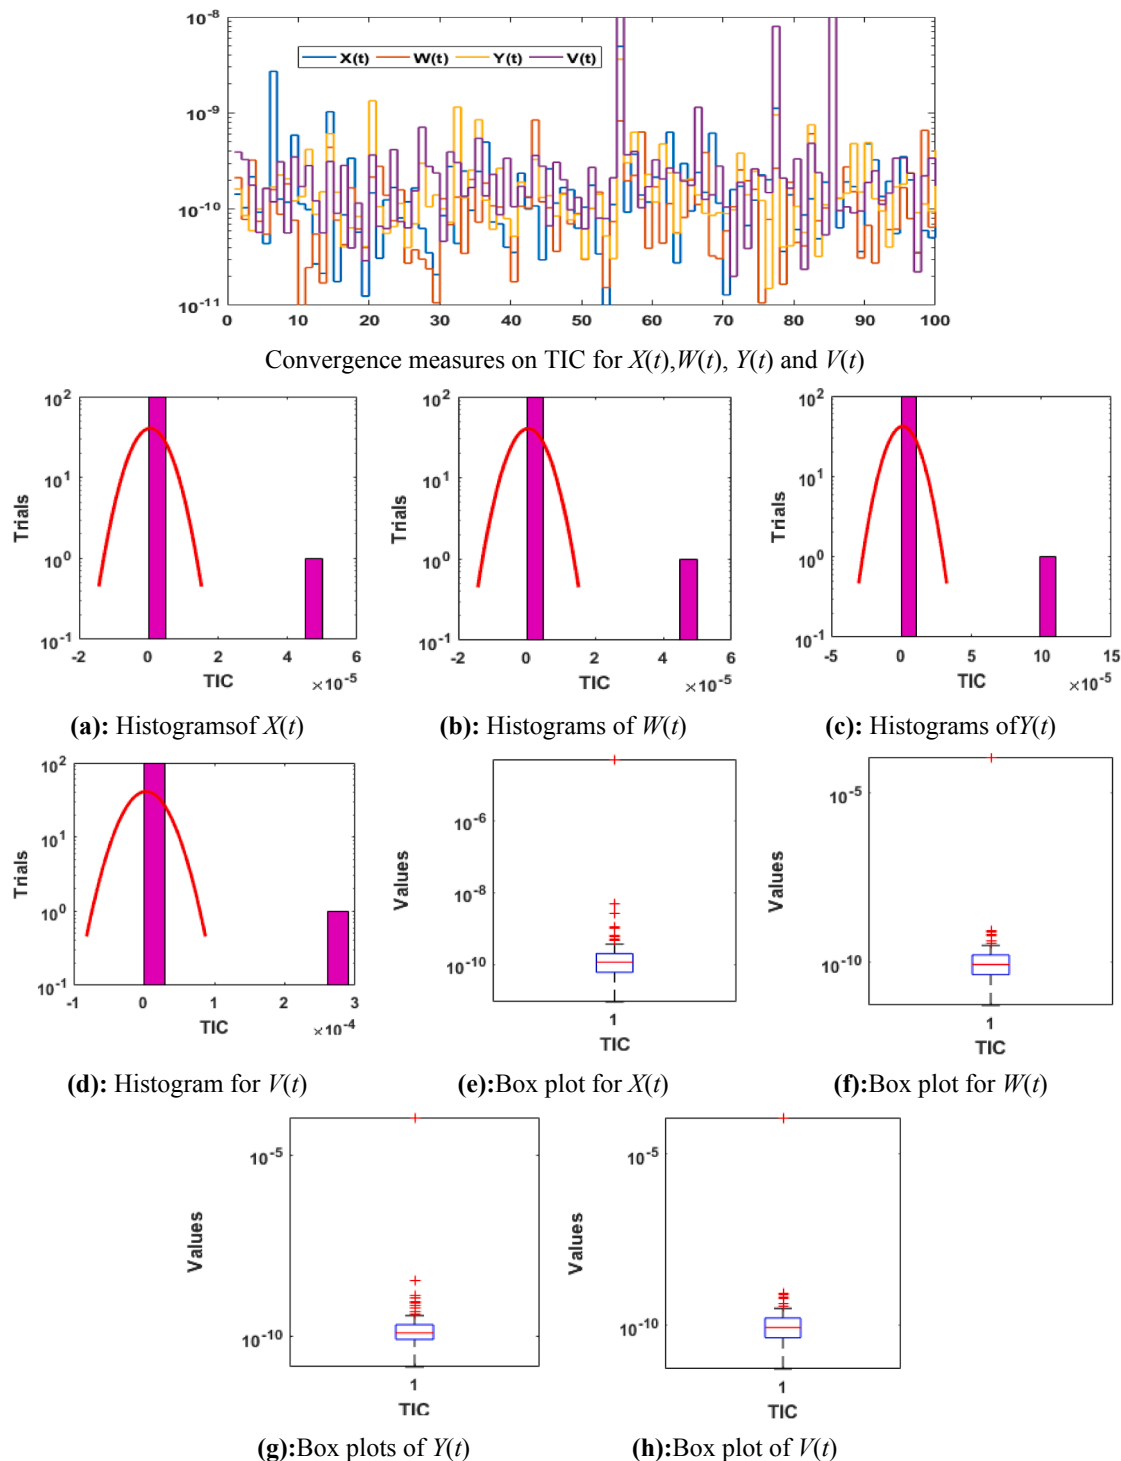 10^-8
X(t) W(t) Y(t) V(t)
10^-9
10^-10
10^-11
0 10 20 30 40 50 60 70 80 90 100
Convergence measures on TIC for X(t),W(t), Y(t) and V(t)
10^2 10^2 10^2
10^1 10^1 10^1
Trials Trials Trials
10^0 10^0 10^0
10^-1 10^-1 10^-1
-2 0 2 4 6 -2 0 2 4 6 -5 0 5 10 15
TIC ×10^-5 TIC ×10^-5 TIC ×10^-5
(a): Histogramsof X(t) (b): Histograms of W(t) (c): Histograms ofY(t)
10^2
10^1
Trials
10^0
10^-1
-1 0 1 2 3
TIC ×10^-4
10^-6
10^-8
10^-10
Values
1
TIC
10^-5
10^-10
Values
1
TIC
(d): Histogram for V(t) (e):Box plot for X(t) (f):Box plot for W(t)
10^-5 10^-5
Values Values
10^-10 10^-10
1 1
TIC TIC
(g):Box plots of Y(t) (h):Box plot of V(t)